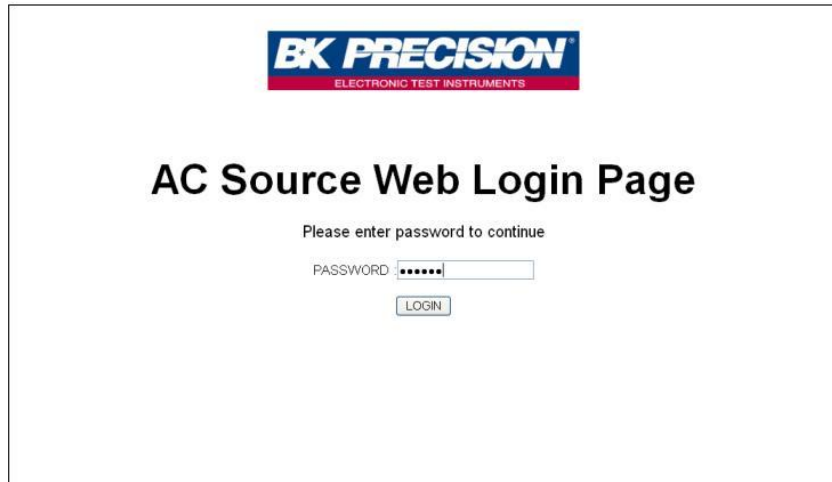 BK PRECISION®
ELECTRONIC TEST INSTRUMENTS
AC Source Web Login Page
Please enter password to continue
PASSWORD : ••••••
LOGIN